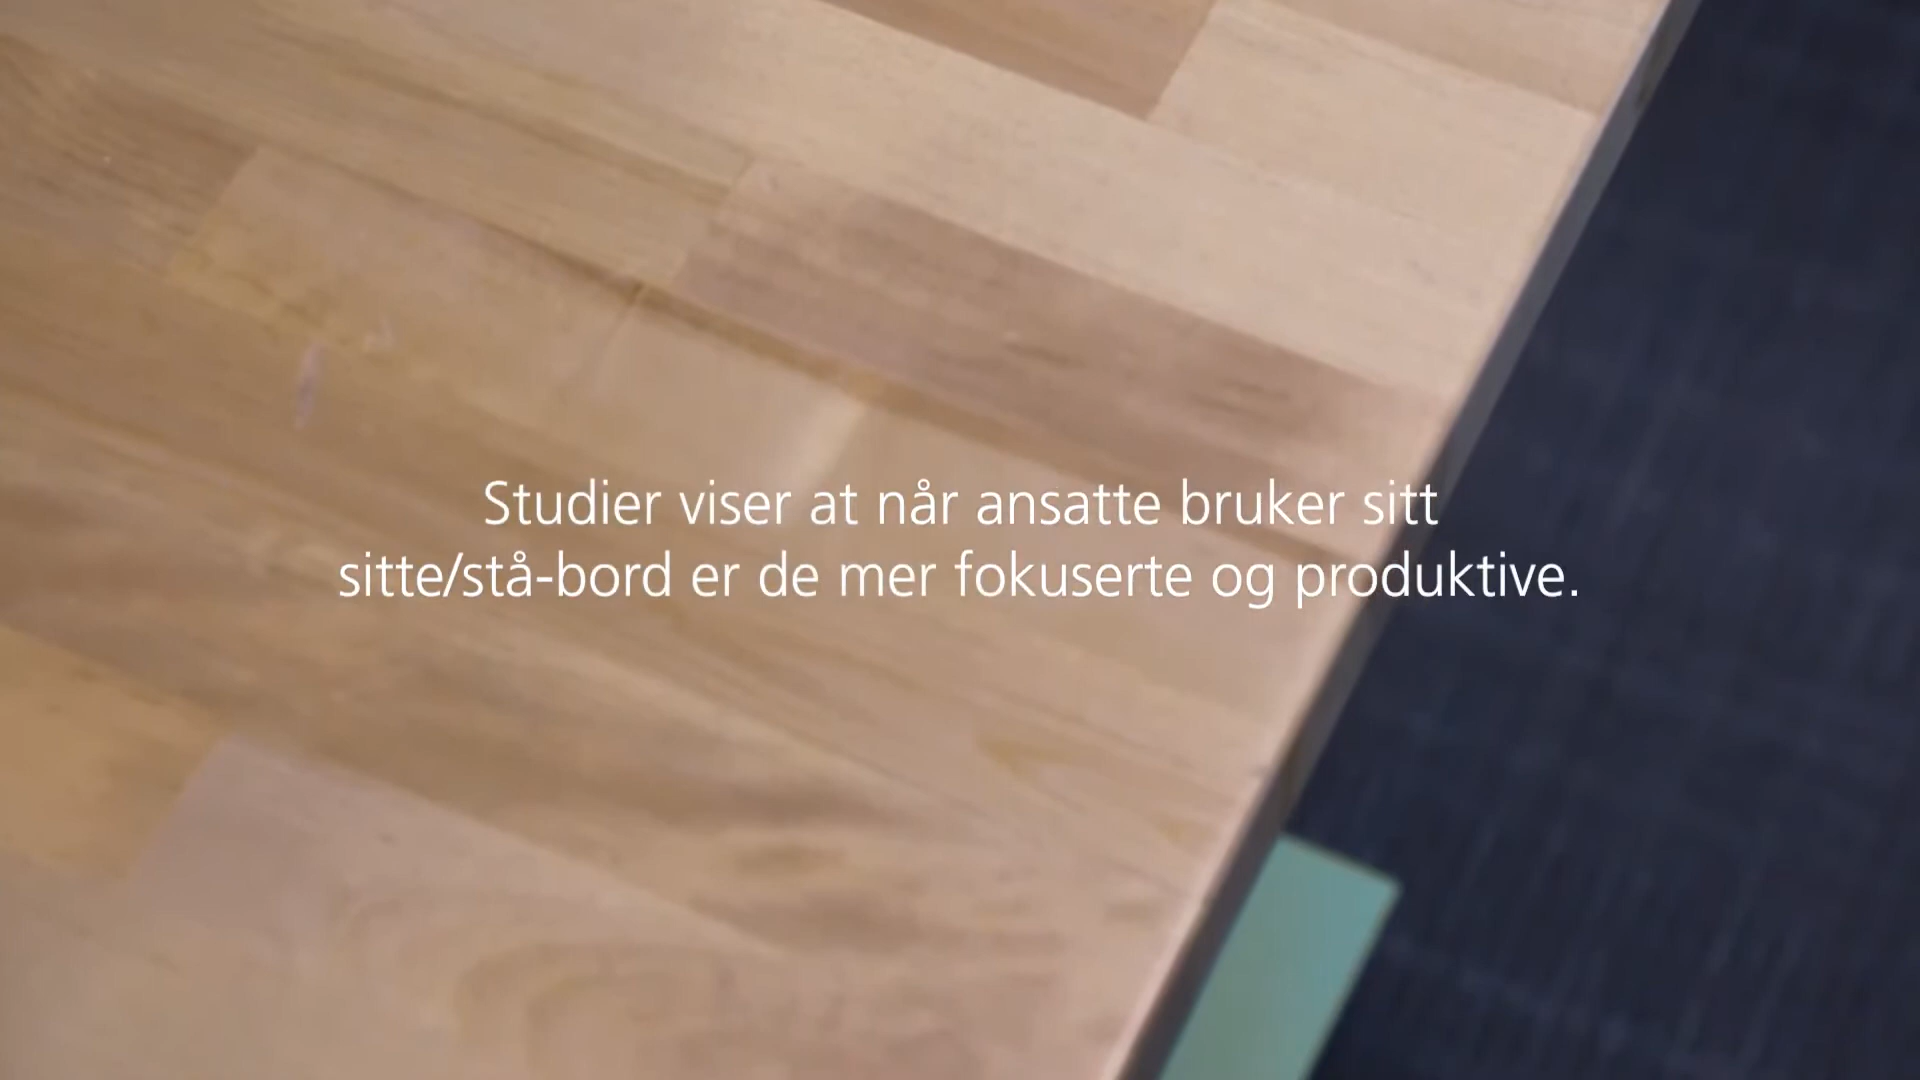 Studier viser at når ansatte bruker sitt
sitte/stå-bord er de mer fokuserte og produktive.